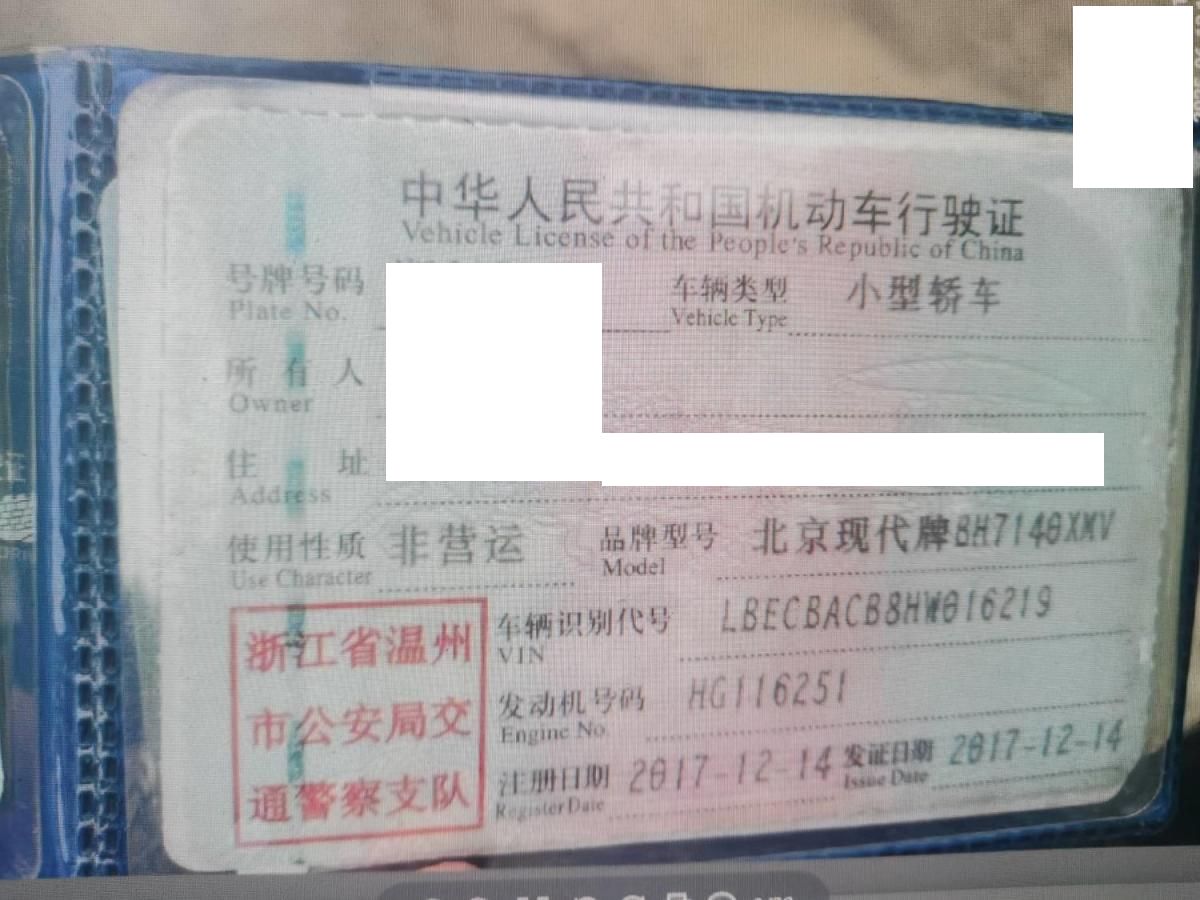 中华人民共和国机动车行驶证
Vehicle License of the People's Republic of China
号牌号码 车辆类型 小型轿车
Plate No. Vehicle Type
所有人
Owner
住址
Address
使用性质 非营运 品牌型号 北京现代牌BH7140XMV
Use Character Model
浙江省温州
市公安局交
通警察支队
车辆识别代号 LBECBACB8HW016219
VIN
发动机号码 HG116251
Engine No.
注册日期 2017-12-14 发证日期 2017-12-14
Register Date Issue Date